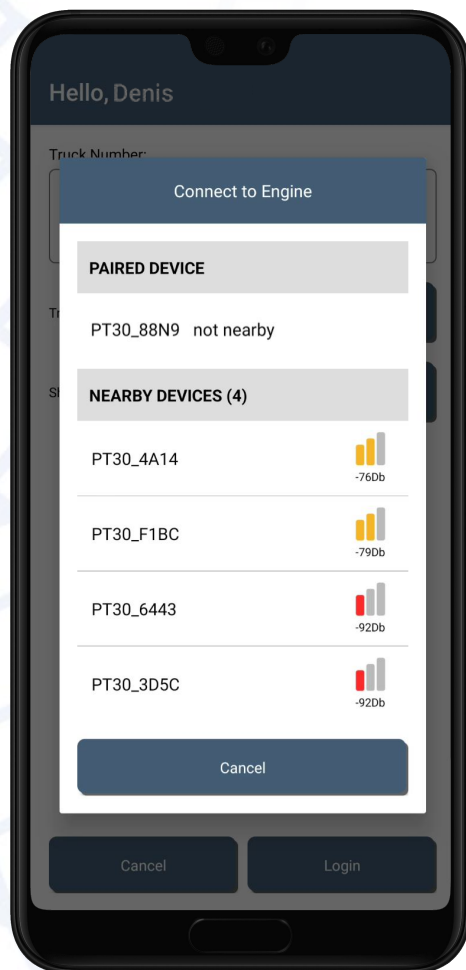 Hello, Denis
Truck Number:
Connect to Engine
PAIRED DEVICE
PT30_88N9 not nearby
NEARBY DEVICES (4)
PT30_4A14
-76Db
PT30_F1BC
-79Db
PT30_6443
-92Db
PT30_3D5C
-92Db
Cancel
Cancel Login